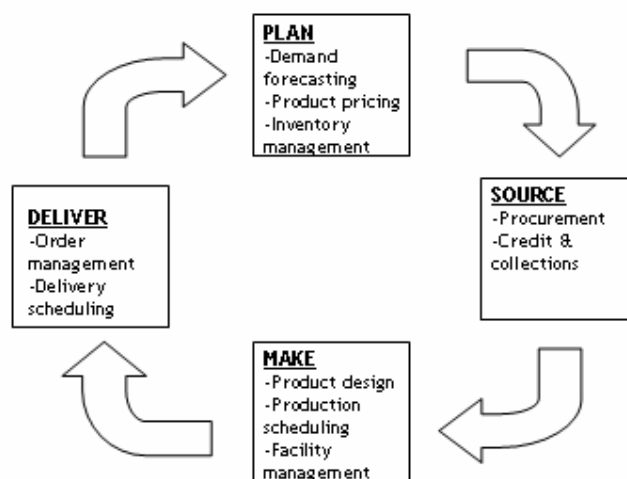 PLAN
-Demand
forecasting
-Product pricing
-Inventory
management
SOURCE
-Procurement
-Credit &
collections
MAKE
-Product design
-Production
scheduling
-Facility
management
DELIVER
-Order
management
-Delivery
scheduling